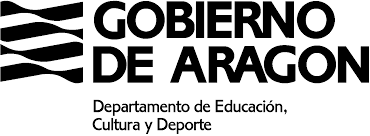 GOBIERNO
DE ARAGON
Departamento de Educación,
Cultura y Deporte